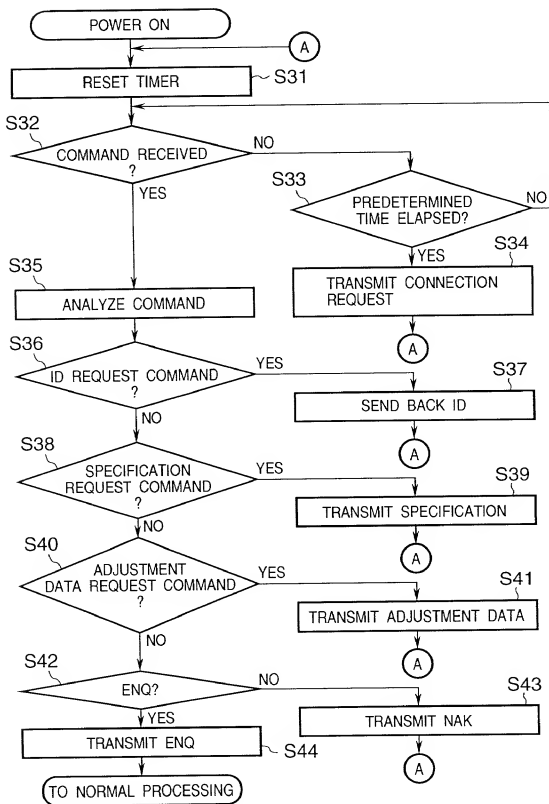 POWER ON
A
RESET TIMER
S31
S32
COMMAND RECEIVED
?
NO
YES
S33
PREDETERMINED
TIME ELAPSED?
NO
YES
S34
TRANSMIT CONNECTION
REQUEST
A
S35
ANALYZE COMMAND
S36
ID REQUEST COMMAND
?
YES
NO
S37
SEND BACK ID
A
S38
SPECIFICATION
REQUEST COMMAND
?
YES
NO
S39
TRANSMIT SPECIFICATION
A
S40
ADJUSTMENT
DATA REQUEST COMMAND
?
YES
NO
S41
TRANSMIT ADJUSTMENT DATA
A
S42
ENQ?
NO
YES
S43
TRANSMIT NAK
A
TRANSMIT ENQ
S44
TO NORMAL PROCESSING